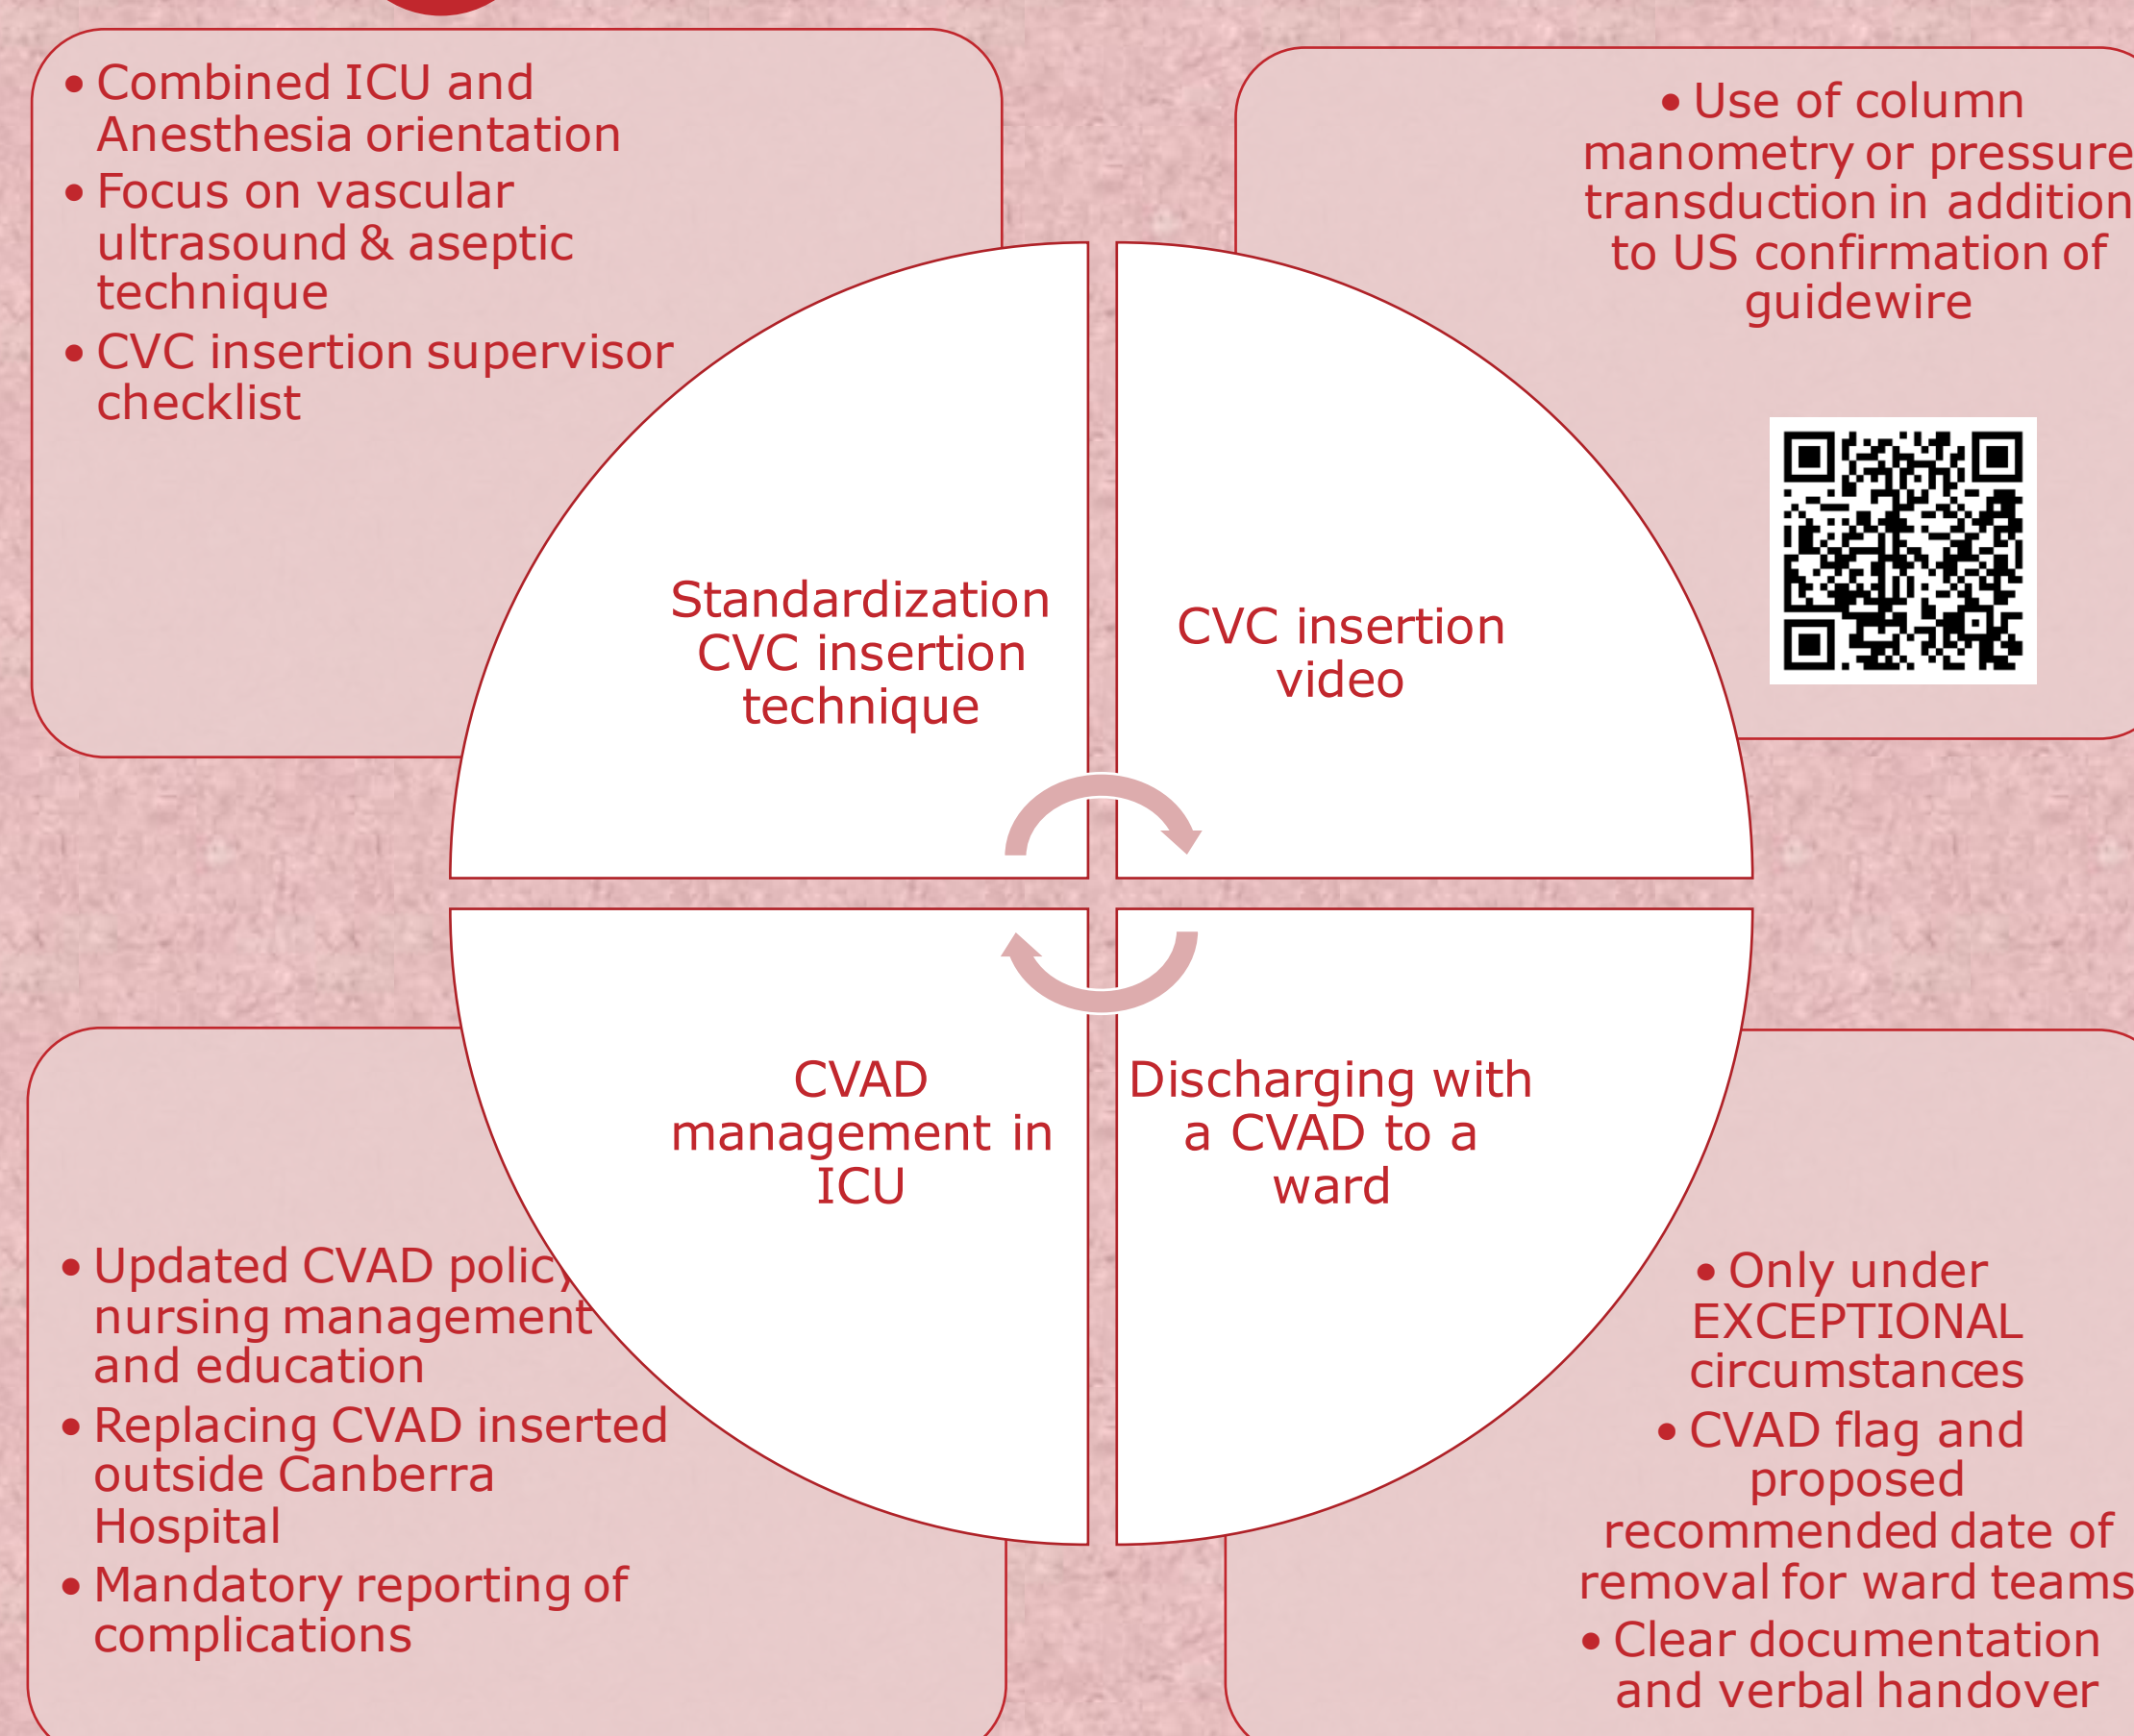 • Combined ICU and
Anesthesia orientation
• Focus on vascular
ultrasound & aseptic
technique
• CVC insertion supervisor
checklist
• Use of column
manometry or pressure
transduction in addition
to US confirmation of
guidewire
Standardization
CVC insertion
technique
CVC insertion
video
CVAD
management in
ICU
Discharging with
a CVAD to a
ward
• Updated CVAD policy
nursing management
and education
• Replacing CVAD inserted
outside Canberra
Hospital
• Mandatory reporting of
complications
• Only under
EXCEPTIONAL
circumstances
• CVAD flag and
proposed
recommended date of
removal for ward teams
• Clear documentation
and verbal handover